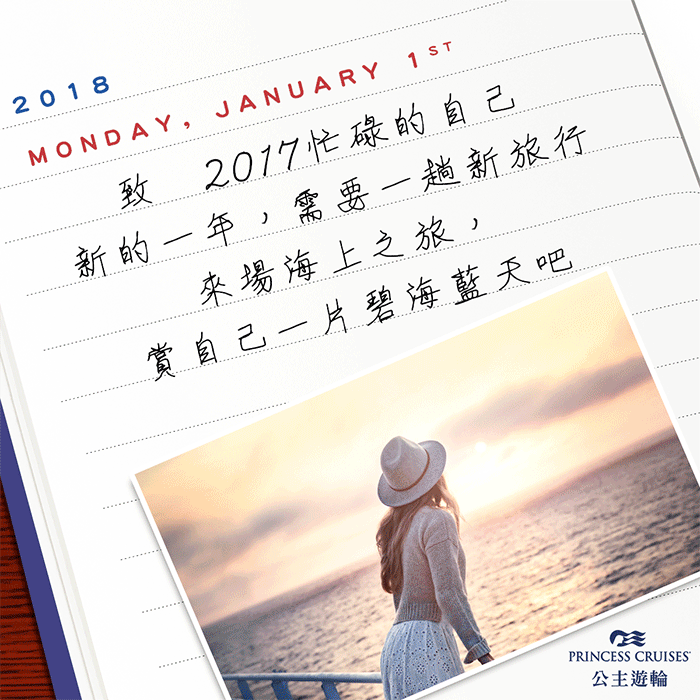 2018
MONDAY, JANUARY 1ST
致 2017忙碌的自己
新的一年，需要一趟新旅行
來場海上之旅，
賞自己一片碧海藍天吧
PRINCESS CRUISES®
公主遊輪